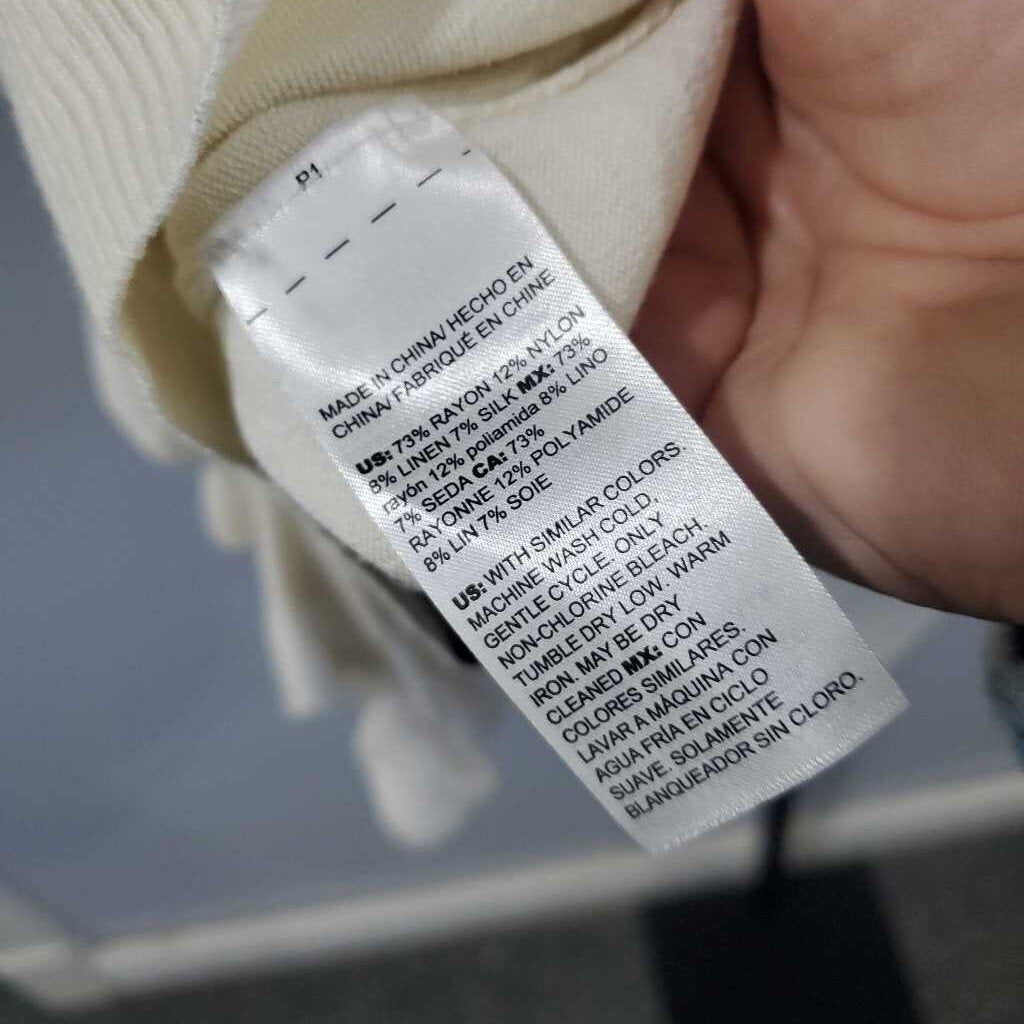 P1
MADE IN CHINA/ HECHO EN
CHINA/ FABRIQUÉ EN CHINE
US: 73% RAYON 12% NYLON
8% LINEN 7% SILK MX: 73%
rayón 12% poliamida 8% LINO
7% SEDA CA: 73%
RAYONNE 12% POLYAMIDE
8% LIN 7% SOIE
US: WITH SIMILAR COLORS.
MACHINE WASH COLD.
GENTLE CYCLE. ONLY
NON-CHLORINE BLEACH.
TUMBLE DRY LOW. WARM
IRON. MAY BE DRY
CLEANED MX: CON
COLORES SIMILARES.
LAVAR A MÁQUINA CON
AGUA FRÍA EN CICLO
SUAVE. SOLAMENTE
BLANQUEADOR SIN CLORO.